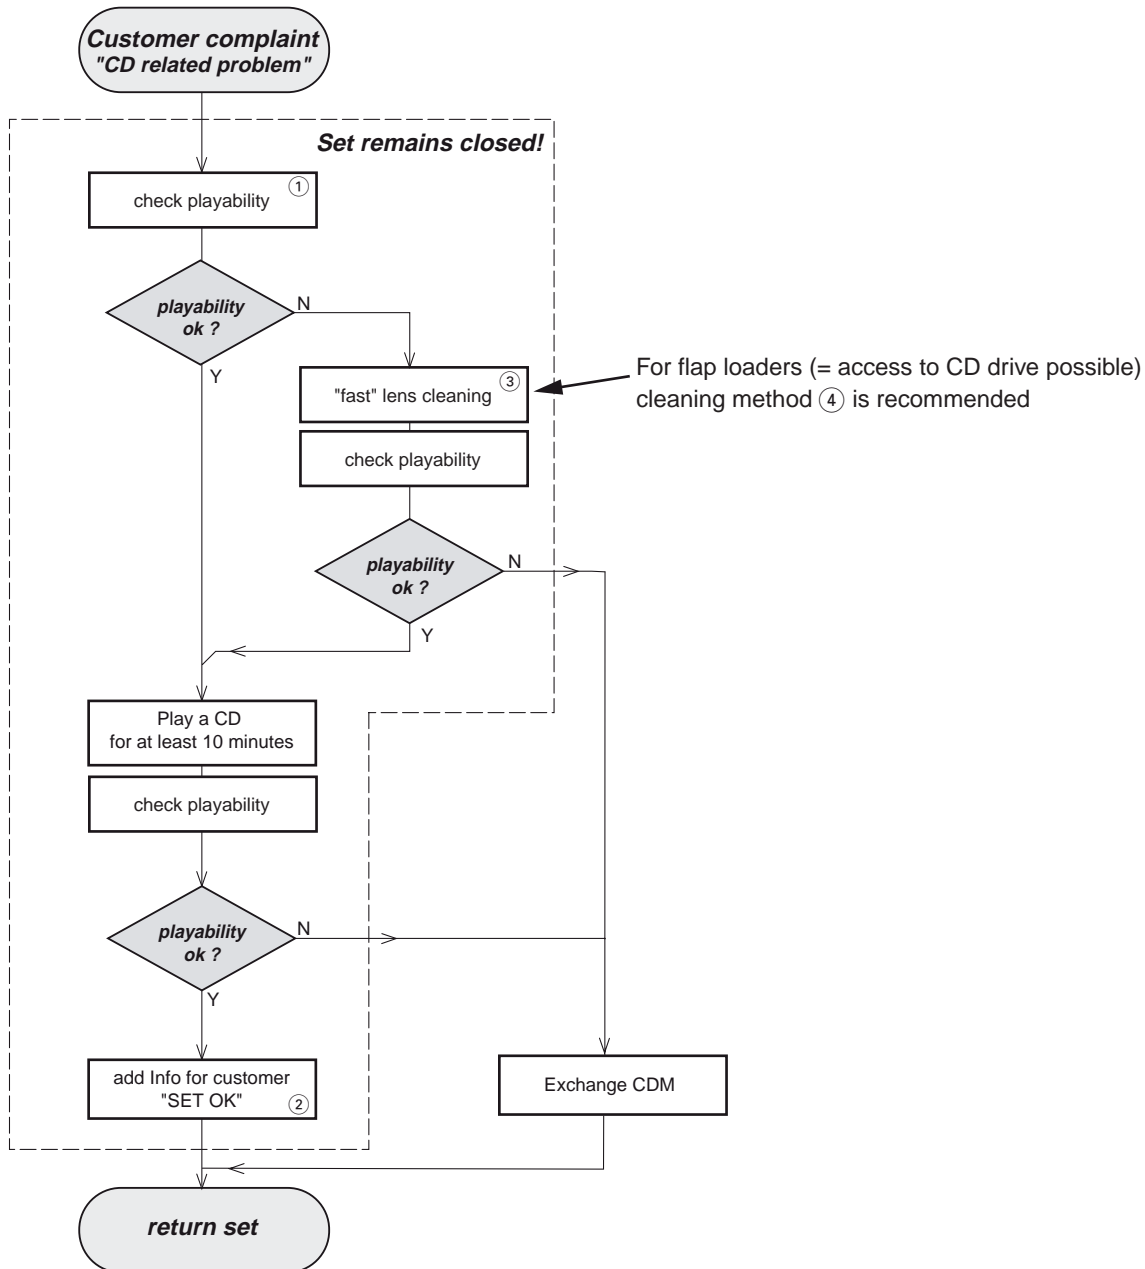 Customer complaint
"CD related problem"
Set remains closed!
check playability ①
playability
ok ?
N
Y
"fast" lens cleaning ③
For flap loaders (= access to CD drive possible)
cleaning method ④ is recommended
check playability
playability
ok ?
N
Y
Play a CD
for at least 10 minutes
check playability
playability
ok ?
N
Y
add Info for customer
"SET OK" ②
Exchange CDM
return set